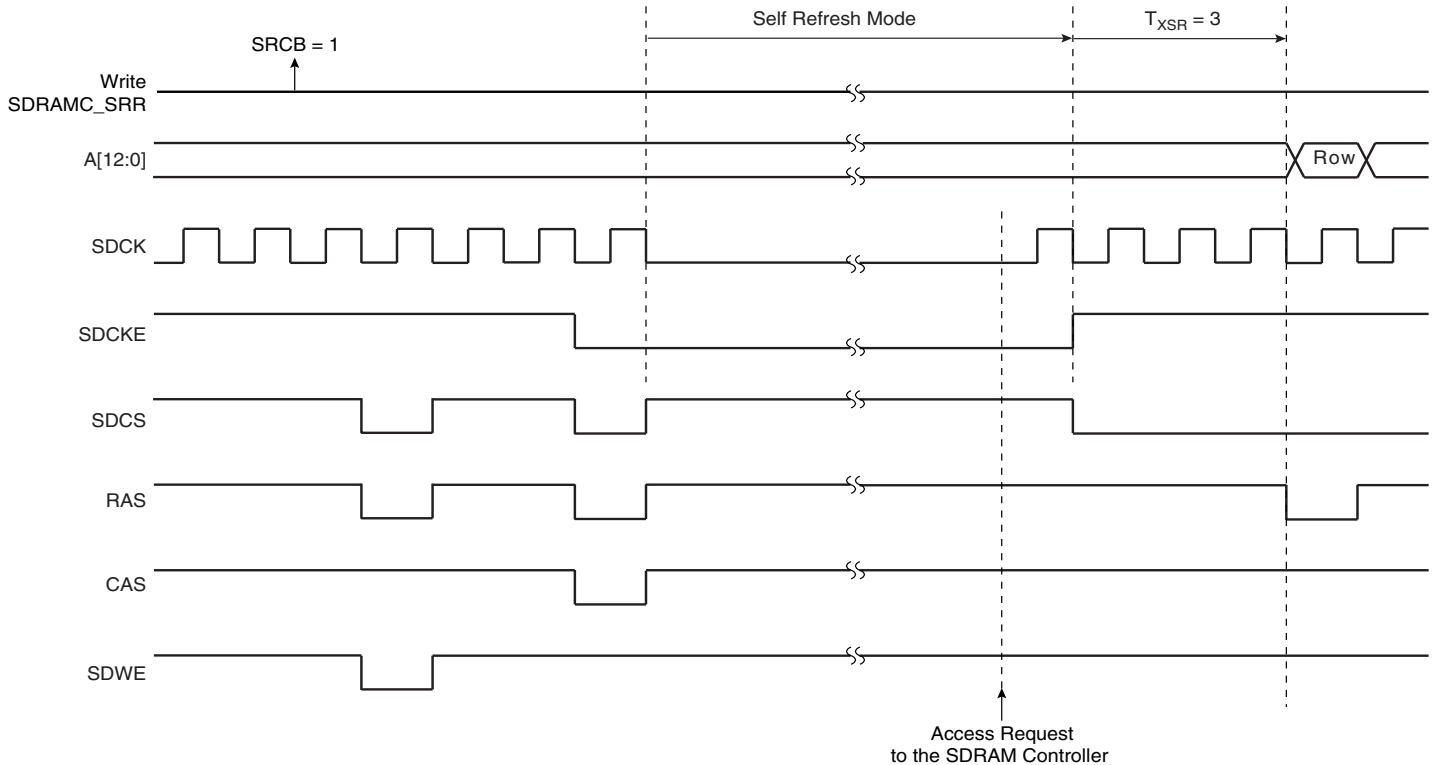 Self Refresh Mode
T_XSR = 3
SRCB = 1
Write
SDRAMC_SRR
A[12:0]
Row
SDCK
SDCKE
SDCS
RAS
CAS
SDWE
Access Request
to the SDRAM Controller